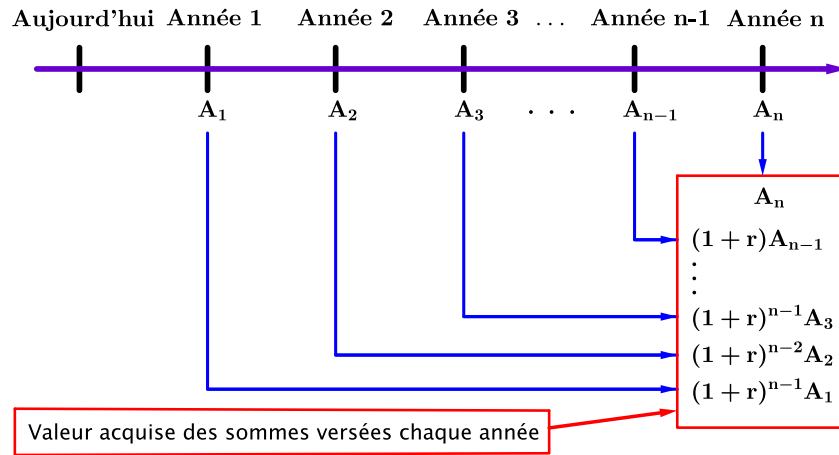 Aujourd'hui Année 1 Année 2 Année 3 ... Année n-1 Année n
A₁ A₂ A₃ . . . Aₙ₋₁ Aₙ
Aₙ
(1 + r)Aₙ₋₁
(1 + r)ⁿ⁻¹A₃
(1 + r)ⁿ⁻²A₂
(1 + r)ⁿ⁻¹A₁
Valeur acquise des sommes versées chaque année